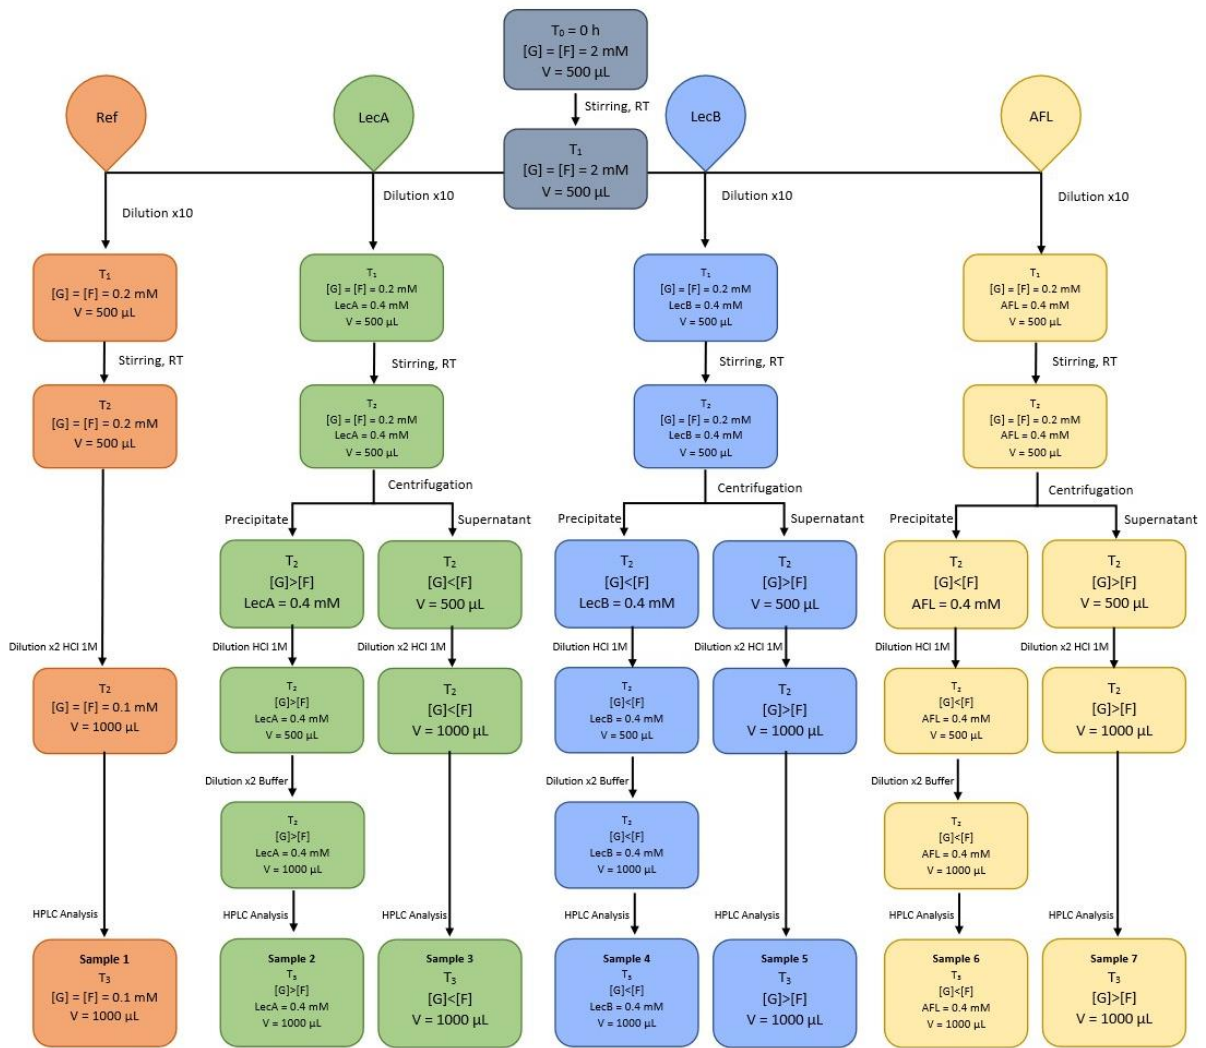 T₀ = 0 h
[G] = [F] = 2 mM
V = 500 µL
Stirring, RT
Ref
LecA
LecB
AFL
T₁
[G] = [F] = 2 mM
V = 500 µL
Dilution x10
Dilution x10
Dilution x10
Dilution x10
T₁
[G] = [F] = 0.2 mM
V = 500 µL
T₁
[G] = [F] = 0.2 mM
LecA = 0.4 mM
V = 500 µL
T₁
[G] = [F] = 0.2 mM
LecB = 0.4 mM
V = 500 µL
T₁
[G] = [F] = 0.2 mM
AFL = 0.4 mM
V = 500 µL
Stirring, RT
Stirring, RT
Stirring, RT
Stirring, RT
T₂
[G] = [F] = 0.2 mM
V = 500 µL
T₂
[G] = [F] = 0.2 mM
LecA = 0.4 mM
V = 500 µL
T₂
[G] = [F] = 0.2 mM
LecB = 0.4 mM
V = 500 µL
T₂
[G] = [F] = 0.2 mM
AFL = 0.4 mM
V = 500 µL
Centrifugation
Centrifugation
Centrifugation
Precipitate
Supernatant
Precipitate
Supernatant
Precipitate
Supernatant
T₂
[G]>[F]
LecA = 0.4 mM
T₂
[G]<[F]
V = 500 µL
T₂
[G]<[F]
LecB = 0.4 mM
T₂
[G]>[F]
V = 500 µL
T₂
[G]<[F]
AFL = 0.4 mM
T₂
[G]>[F]
V = 500 µL
Dilution x2 HCl 1M
Dilution HCl 1M
Dilution x2 HCl 1M
Dilution HCl 1M
Dilution x2 HCl 1M
Dilution HCl 1M
Dilution x2 HCl 1M
T₂
[G] = [F] = 0.1 mM
V = 1000 µL
T₂
[G]>[F]
LecA = 0.4 mM
V = 500 µL
T₂
[G]<[F]
V = 1000 µL
T₂
[G]<[F]
LecB = 0.4 mM
V = 500 µL
T₂
[G]>[F]
V = 1000 µL
T₂
[G]<[F]
AFL = 0.4 mM
V = 500 µL
T₂
[G]>[F]
V = 1000 µL
Dilution x2 Buffer
Dilution x2 Buffer
Dilution x2 Buffer
T₂
[G]>[F]
LecA = 0.4 mM
V = 1000 µL
T₂
[G]<[F]
LecB = 0.4 mM
V = 1000 µL
T₂
[G]<[F]
AFL = 0.4 mM
V = 1000 µL
HPLC Analysis
HPLC Analysis
HPLC Analysis
HPLC Analysis
HPLC Analysis
HPLC Analysis
HPLC Analysis
Sample 1
T₃
[G] = [F] = 0.1 mM
V = 1000 µL
Sample 2
T₃
[G]>[F]
LecA = 0.4 mM
V = 1000 µL
Sample 3
T₃
[G]<[F]
V = 1000 µL
Sample 4
T₃
[G]<[F]
LecB = 0.4 mM
V = 1000 µL
Sample 5
T₃
[G]>[F]
V = 1000 µL
Sample 6
T₃
[G]<[F]
AFL = 0.4 mM
V = 1000 µL
Sample 7
T₃
[G]>[F]
V = 1000 µL